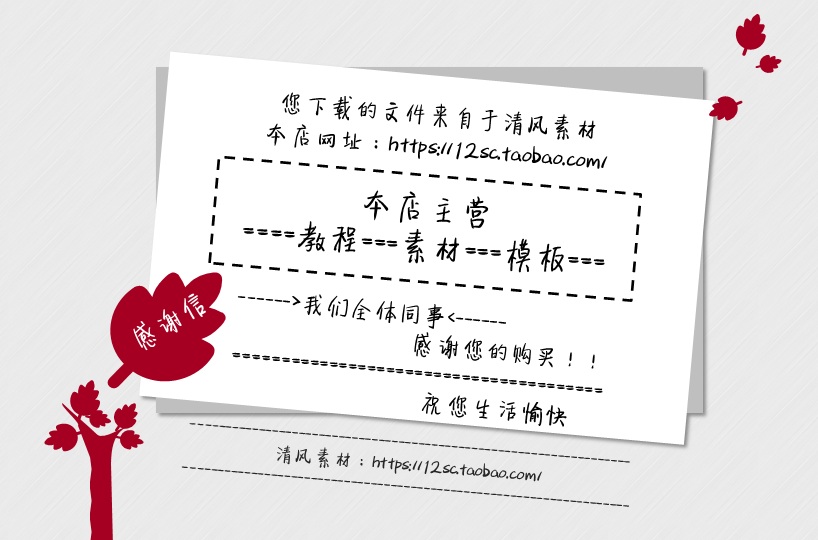 您下载的文件来自于清风素材
本店网址：https://12sc.taobao.com/
本店主营
====教程===素材===模板===
------>我们全体同事<------
感谢您的购买！！
感谢信
=====================================
祝您生活愉快
清风素材：https://12sc.taobao.com/